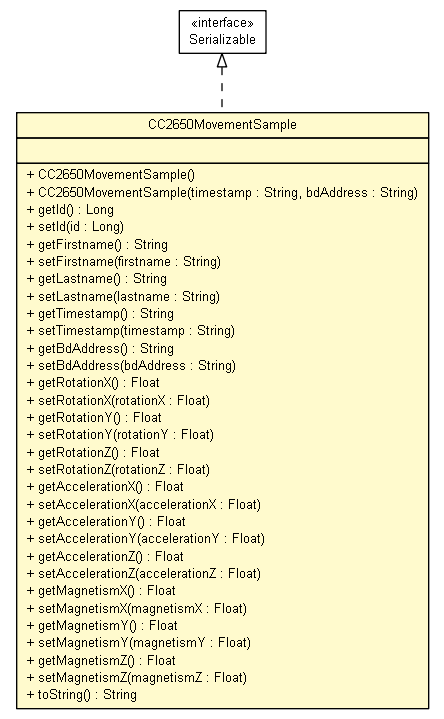 «interface»
Serializable
CC2650MovementSample
+ CC2650MovementSample()
+ CC2650MovementSample(timestamp : String, bdAddress : String)
+ getId() : Long
+ setId(id : Long)
+ getFirstname() : String
+ setFirstname(firstname : String)
+ getLastname() : String
+ setLastname(lastname : String)
+ getTimestamp() : String
+ setTimestamp(timestamp : String)
+ getBdAddress() : String
+ setBdAddress(bdAddress : String)
+ getRotationX() : Float
+ setRotationX(rotationX : Float)
+ getRotationY() : Float
+ setRotationY(rotationY : Float)
+ getRotationZ() : Float
+ setRotationZ(rotationZ : Float)
+ getAccelerationX() : Float
+ setAccelerationX(accelerationX : Float)
+ getAccelerationY() : Float
+ setAccelerationY(accelerationY : Float)
+ getAccelerationZ() : Float
+ setAccelerationZ(accelerationZ : Float)
+ getMagnetismX() : Float
+ setMagnetismX(magnetismX : Float)
+ getMagnetismY() : Float
+ setMagnetismY(magnetismY : Float)
+ getMagnetismZ() : Float
+ setMagnetismZ(magnetismZ : Float)
+ toString() : String